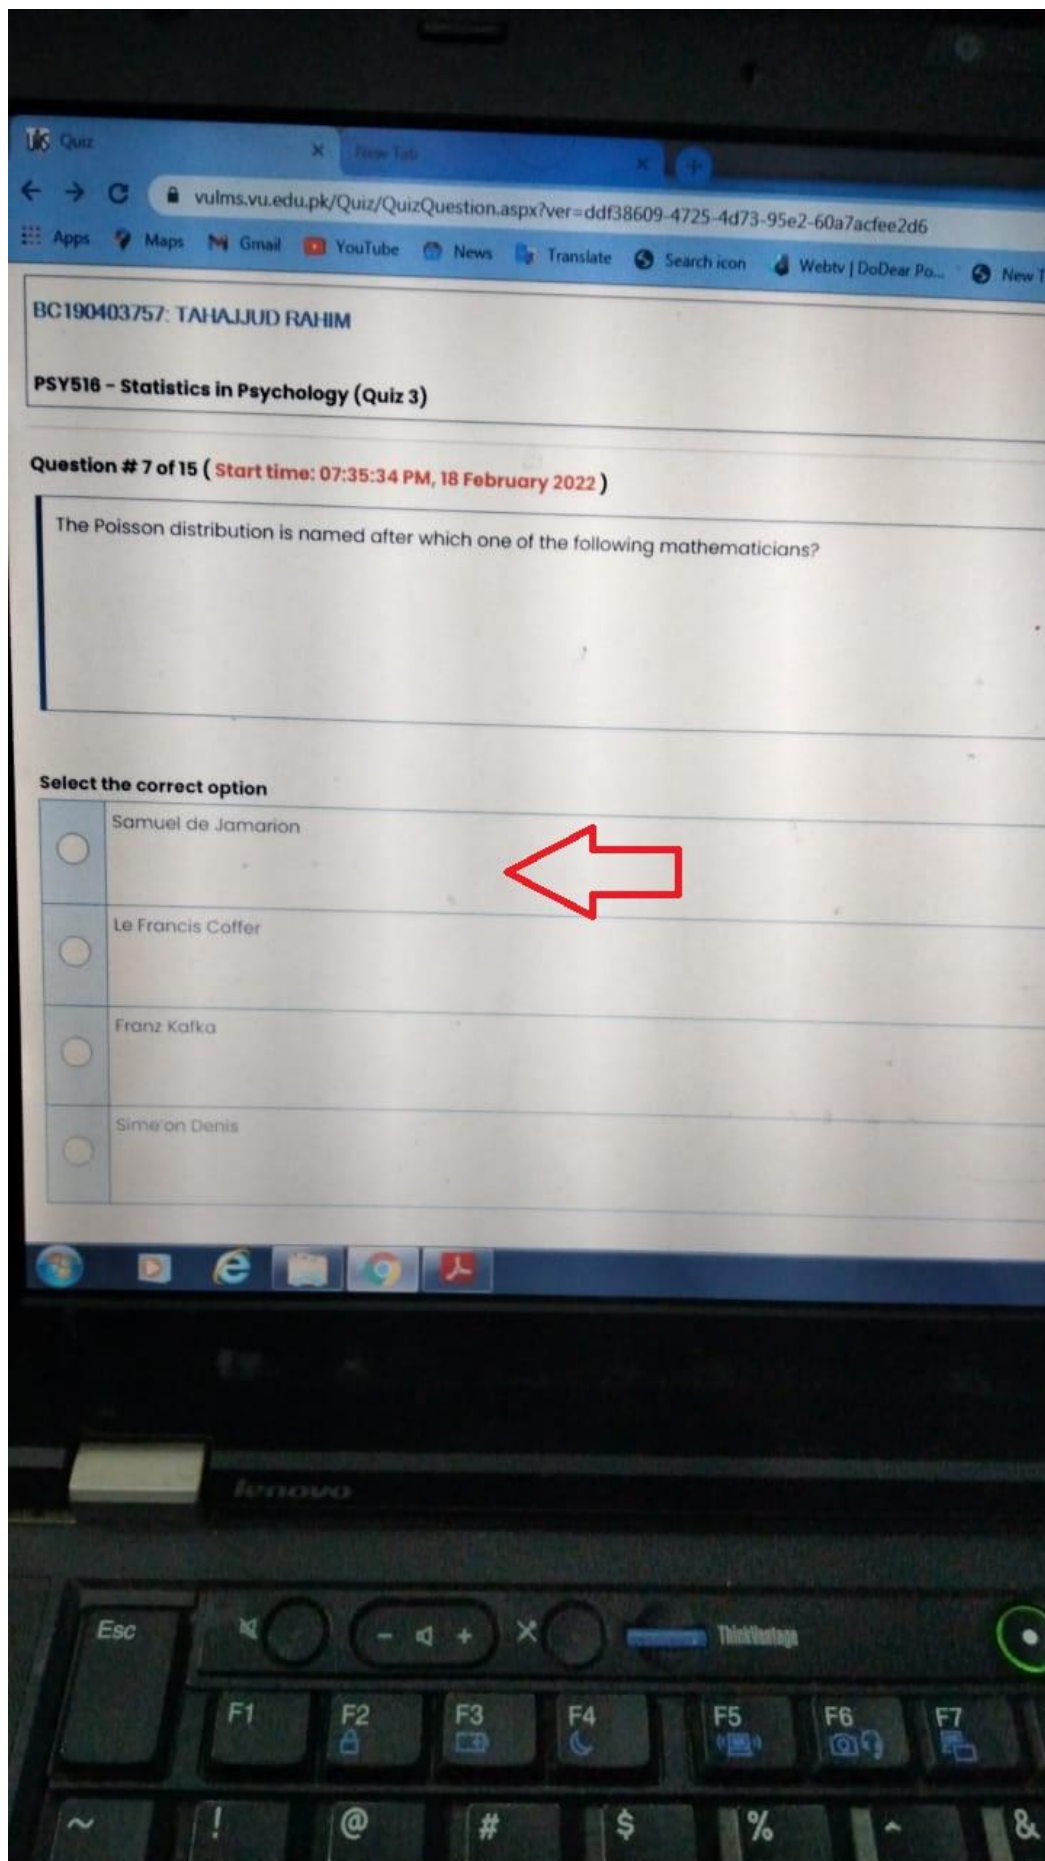 Quiz
New Tab
vulms.vu.edu.pk/Quiz/QuizQuestion.aspx?ver=ddf38609-4725-4d73-95e2-60a7acfee2d6
Apps Maps Gmail YouTube News Translate Search icon Webtv | DoDear Po... New T
BC190403757: TAHAJJUD RAHIM
PSY516 - Statistics in Psychology (Quiz 3)
Question # 7 of 15 ( Start time: 07:35:34 PM, 18 February 2022 )
The Poisson distribution is named after which one of the following mathematicians?
Select the correct option
Samuel de Jamarion
Le Francis Coffer
Franz Kafka
Sime'on Denis
lenovo
Esc - + ThinkVantage
F1 F2 F3 F4 F5 F6 F7
~ ! @ # $ % ^ &